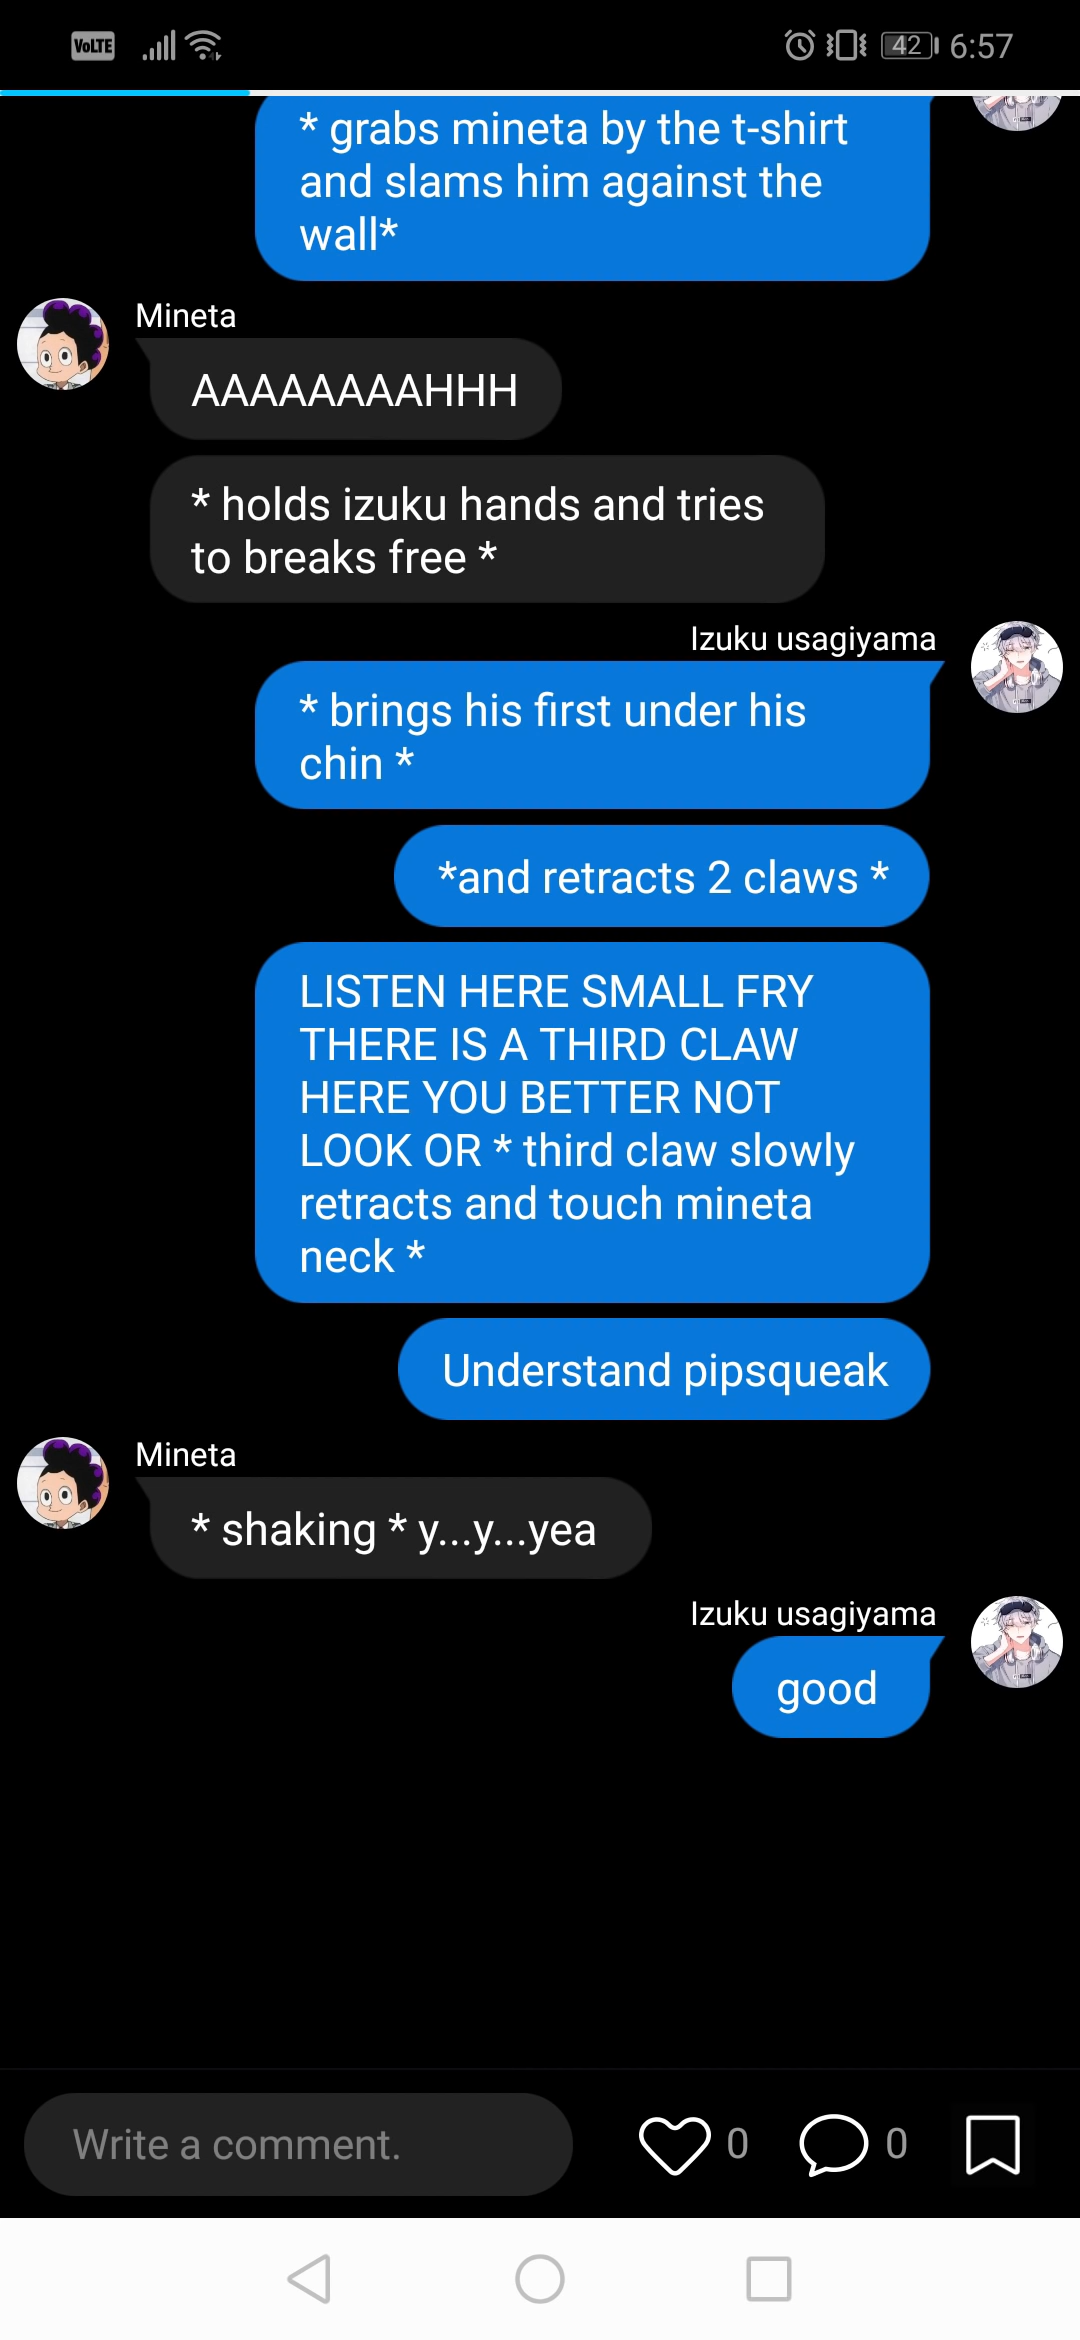 VoLTE 42 6:57
* grabs mineta by the t-shirt
and slams him against the
wall*
Mineta
AAAAAAAAHHH
* holds izuku hands and tries
to breaks free *
Izuku usagiyama
* brings his first under his
chin *
*and retracts 2 claws *
LISTEN HERE SMALL FRY
THERE IS A THIRD CLAW
HERE YOU BETTER NOT
LOOK OR * third claw slowly
retracts and touch mineta
neck *
Understand pipsqueak
Mineta
* shaking * y...y...yea
Izuku usagiyama
good
Write a comment. 0 0